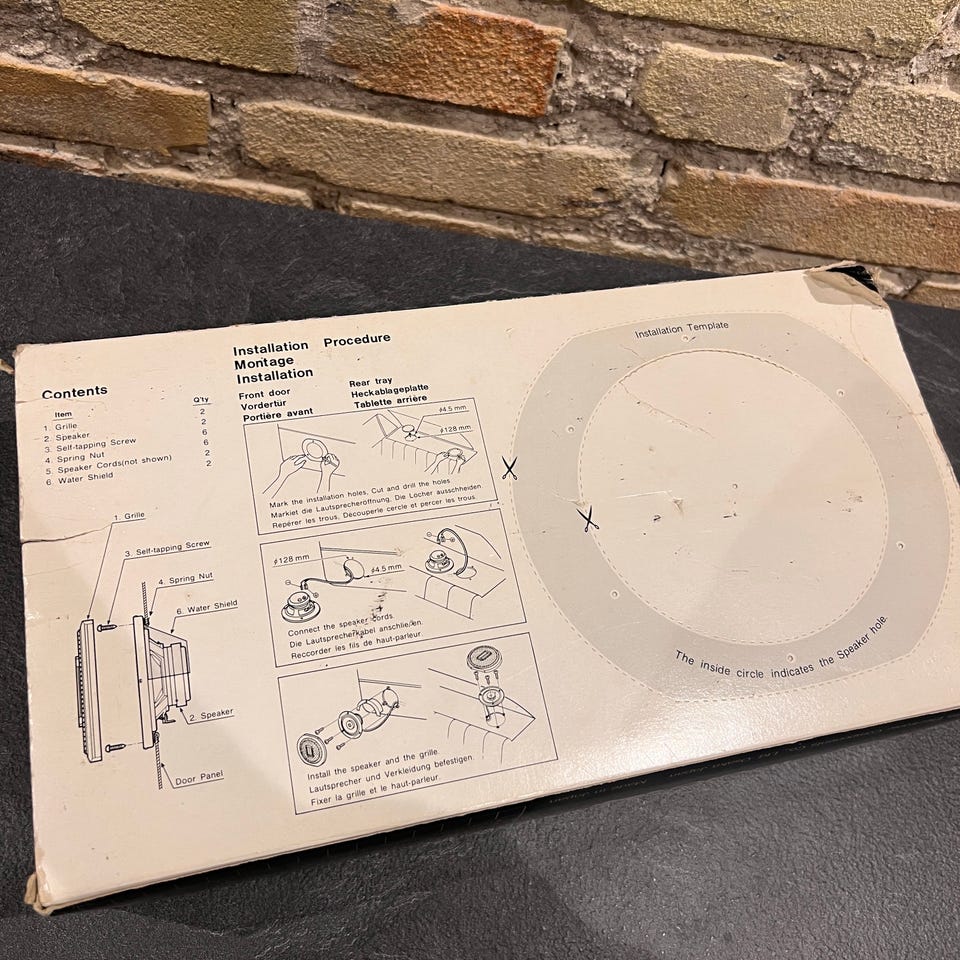 Contents
Item Q'ty
1. Grille 2
2. Speaker 2
3. Self-tapping Screw 6
4. Spring Nut 6
5. Speaker Cords(not shown) 2
6. Water Shield 2
1. Grille
3. Self-tapping Screw
4. Spring Nut
6. Water Shield
2. Speaker
Door Panel
Installation Procedure
Montage
Installation
Front door
Vordertür
Portière avant
Rear tray
Heckablageplatte
Tablette arrière
ϕ4.5 mm
ϕ128 mm
Mark the installation holes, Cut and drill the holes
Markiet die Lautsprecheröffnung, Die Löcher ausschneiden.
Repérer les trous, Découperle cercle et percer les trous.
ϕ128 mm
ϕ4.5 mm
Connect the speaker cords.
Die Lautsprecherkabel anschließen.
Reccorder les fils de haut-parleur.
Install the speaker and the grille.
Lautsprecher und Verkleidung befestigen.
Fixer la grille et le haut-parleur.
Installation Template
The inside circle indicates the Speaker hole.
Osaka Japan Made in Japan